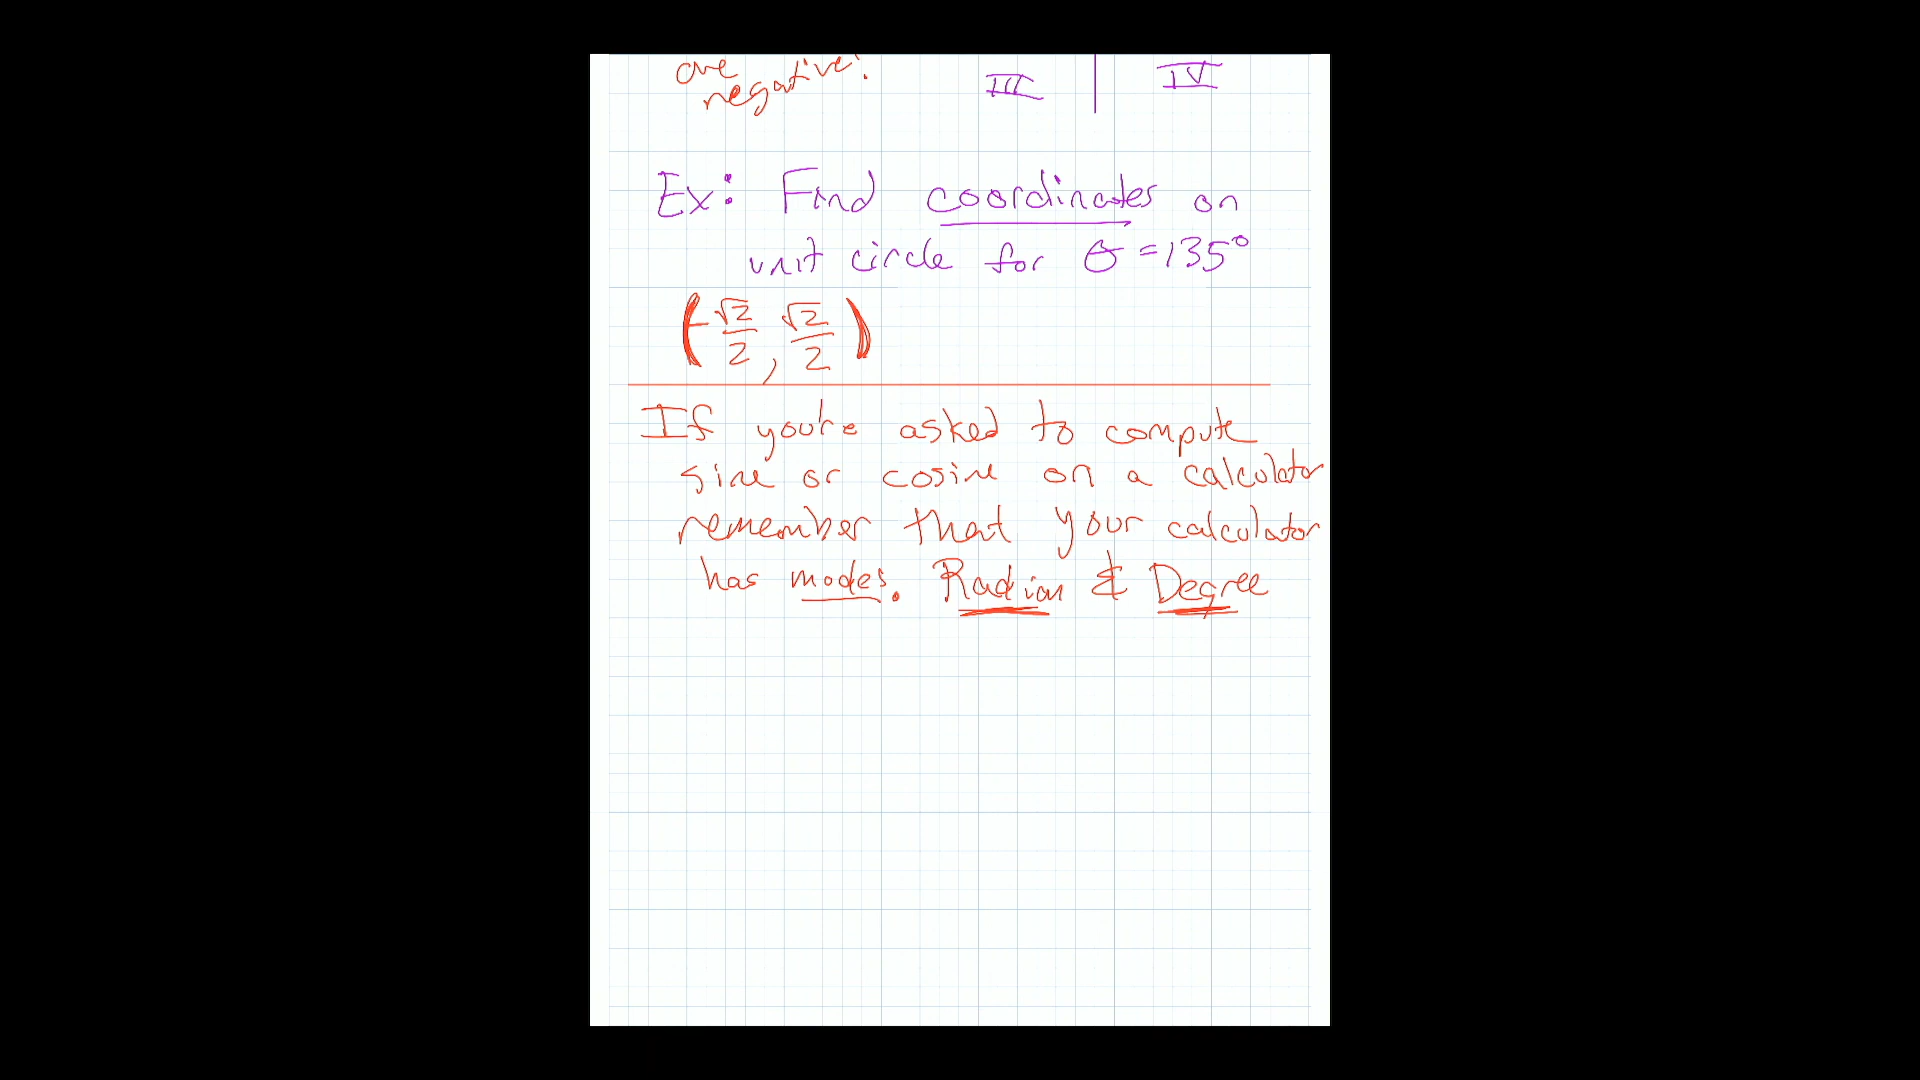 are
negative!
III IV
Ex: Find coordinates on
unit circle for θ = 135°
(-√2/2, √2/2)
If you're asked to compute
sine or cosine on a calculator
remember that your calculator
has modes. Radian & Degree